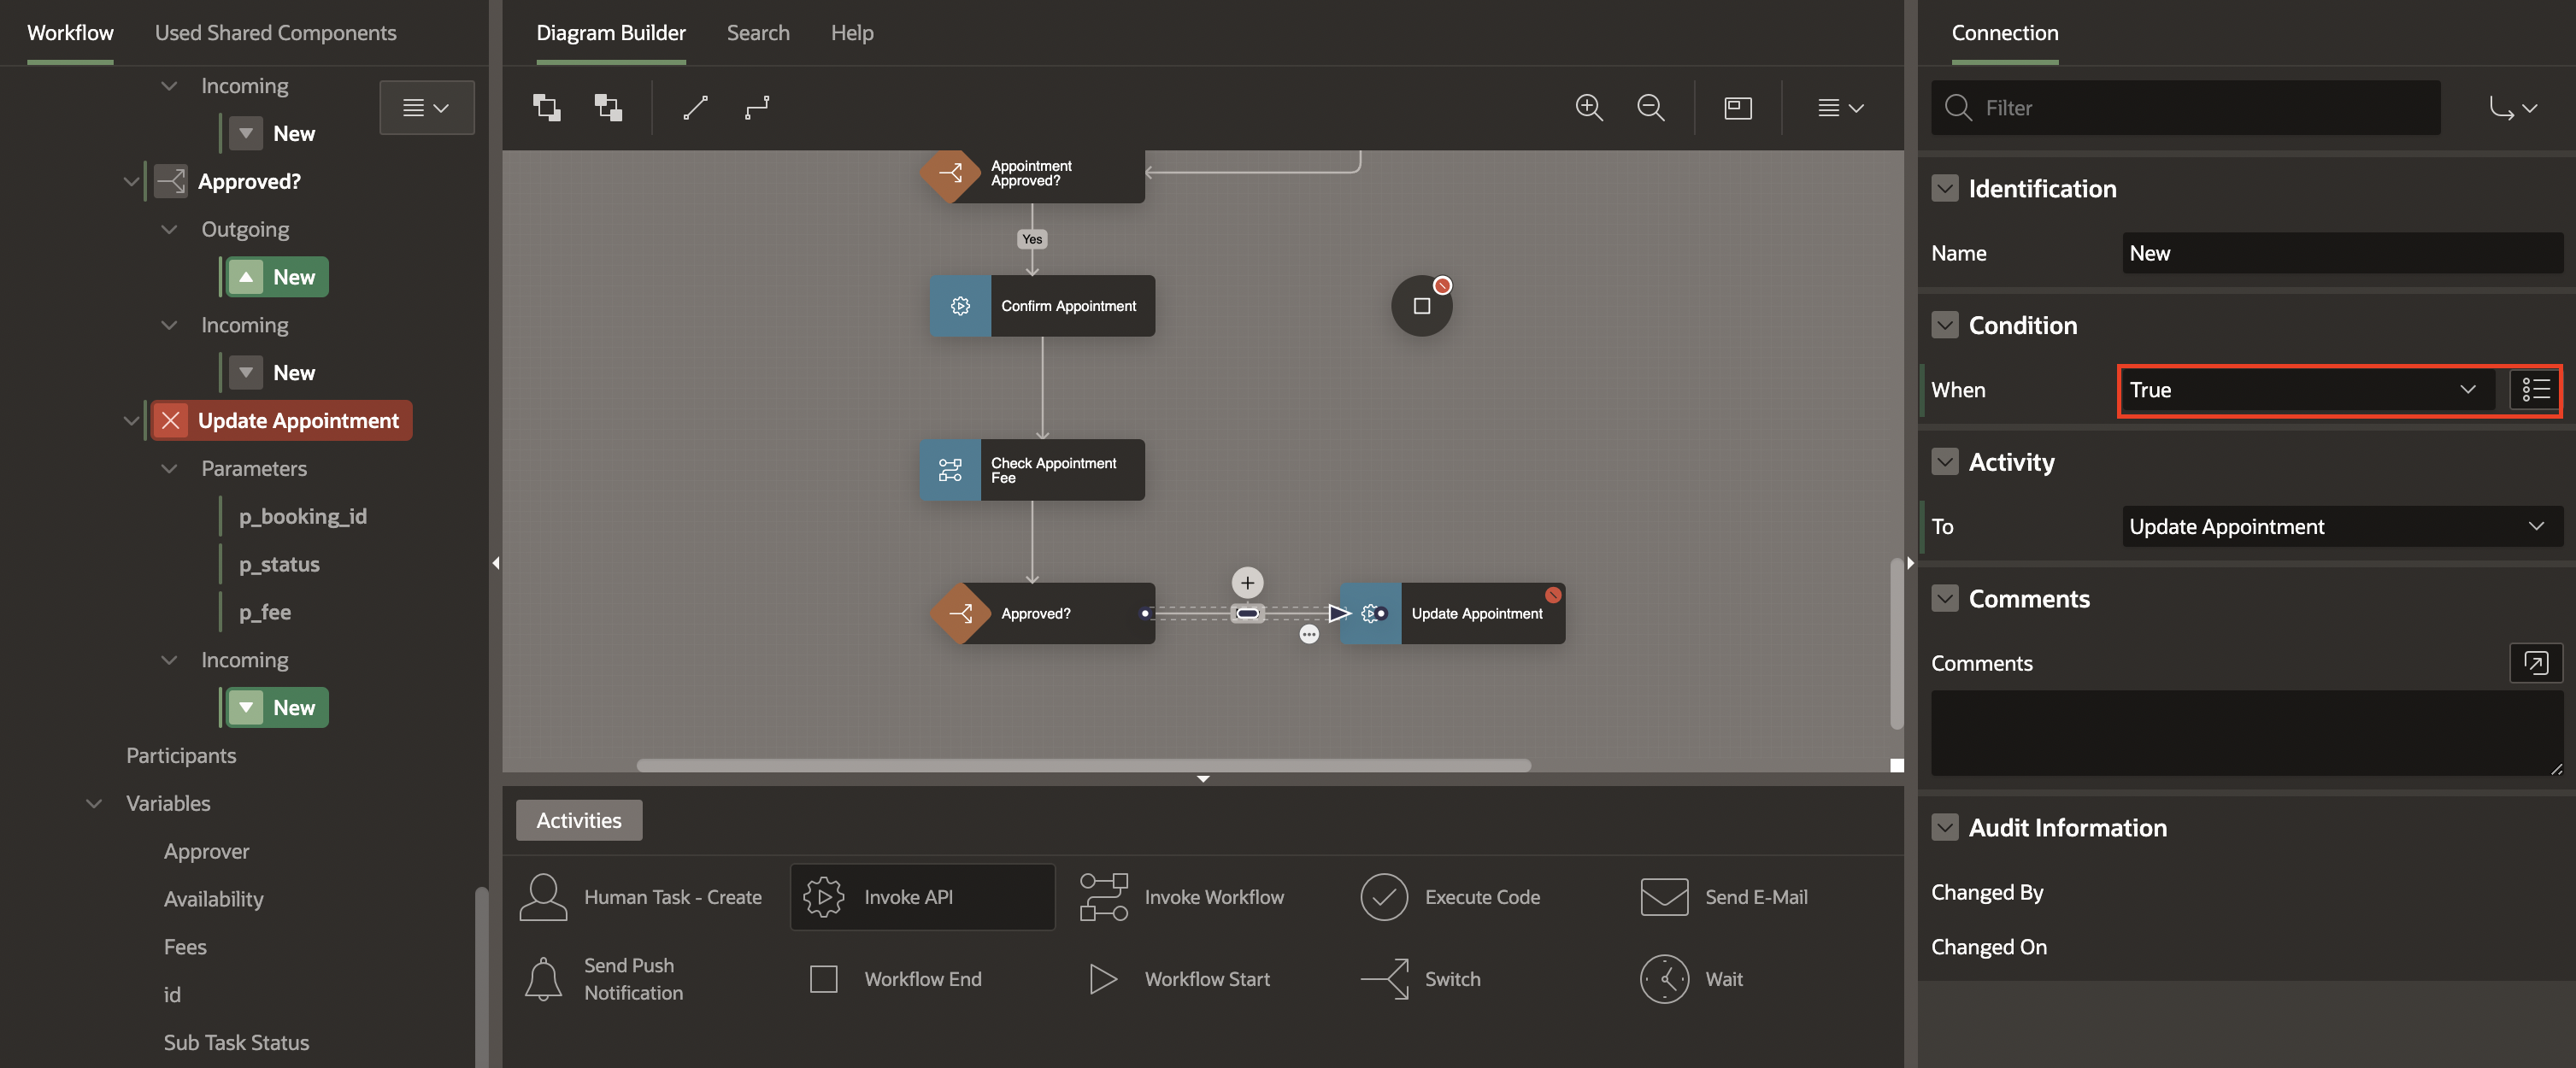 Workflow
Used Shared Components
Incoming
New
Approved?
Outgoing
New
Incoming
New
Update Appointment
Parameters
p_booking_id
p_status
p_fee
Incoming
New
Participants
Variables
Approver
Availability
Fees
id
Sub Task Status
Diagram Builder
Search
Help
Appointment
Approved?
Yes
Confirm Appointment
Check Appointment
Fee
Approved?
Update Appointment
Activities
Human Task - Create
Invoke API
Invoke Workflow
Execute Code
Send E-Mail
Send Push
Notification
Workflow End
Workflow Start
Switch
Wait
Connection
Filter
Identification
Name
New
Condition
When
True
Activity
To
Update Appointment
Comments
Comments
Audit Information
Changed By
Changed On